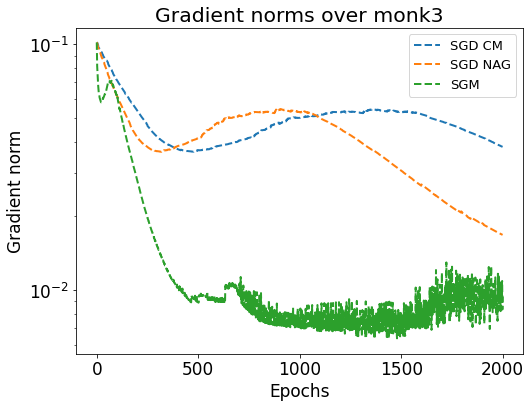 Gradient norms over monk3
SGD CM
SGD NAG
SGM
Gradient norm
10⁻¹
10⁻²
0 500 1000 1500 2000
Epochs